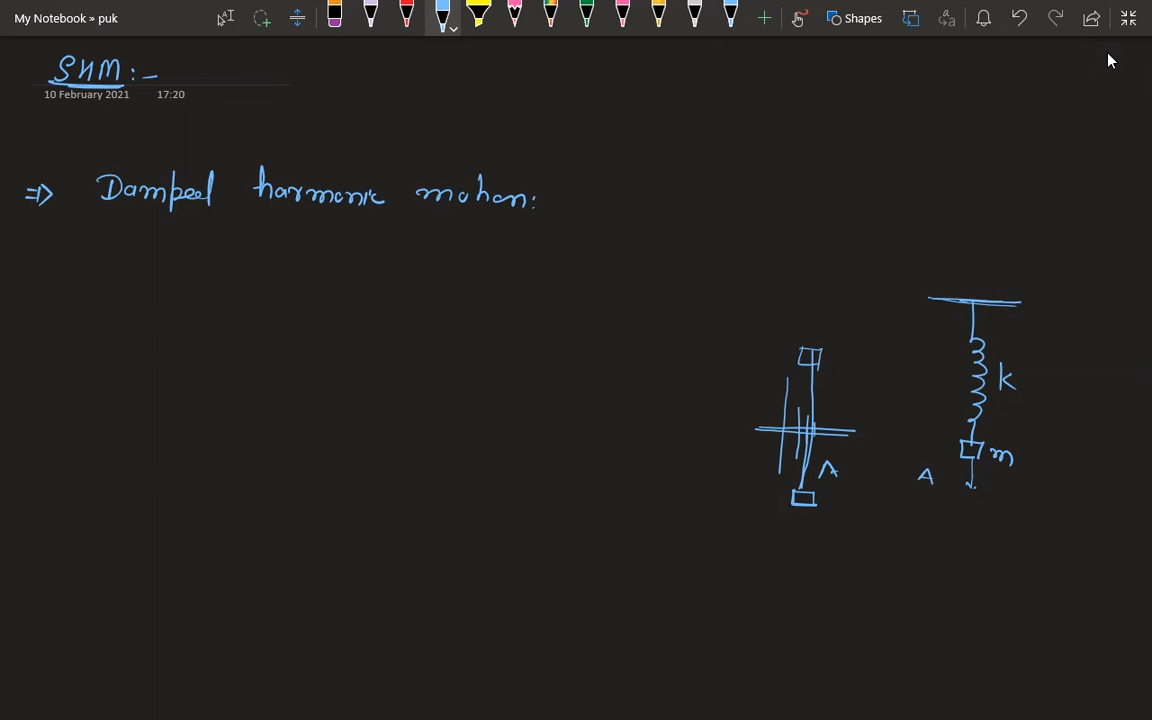 My Notebook » puk
Shapes
SHM :-
10 February 2021 17:20
⇒ Damped harmonic motion:
K
m
A
A